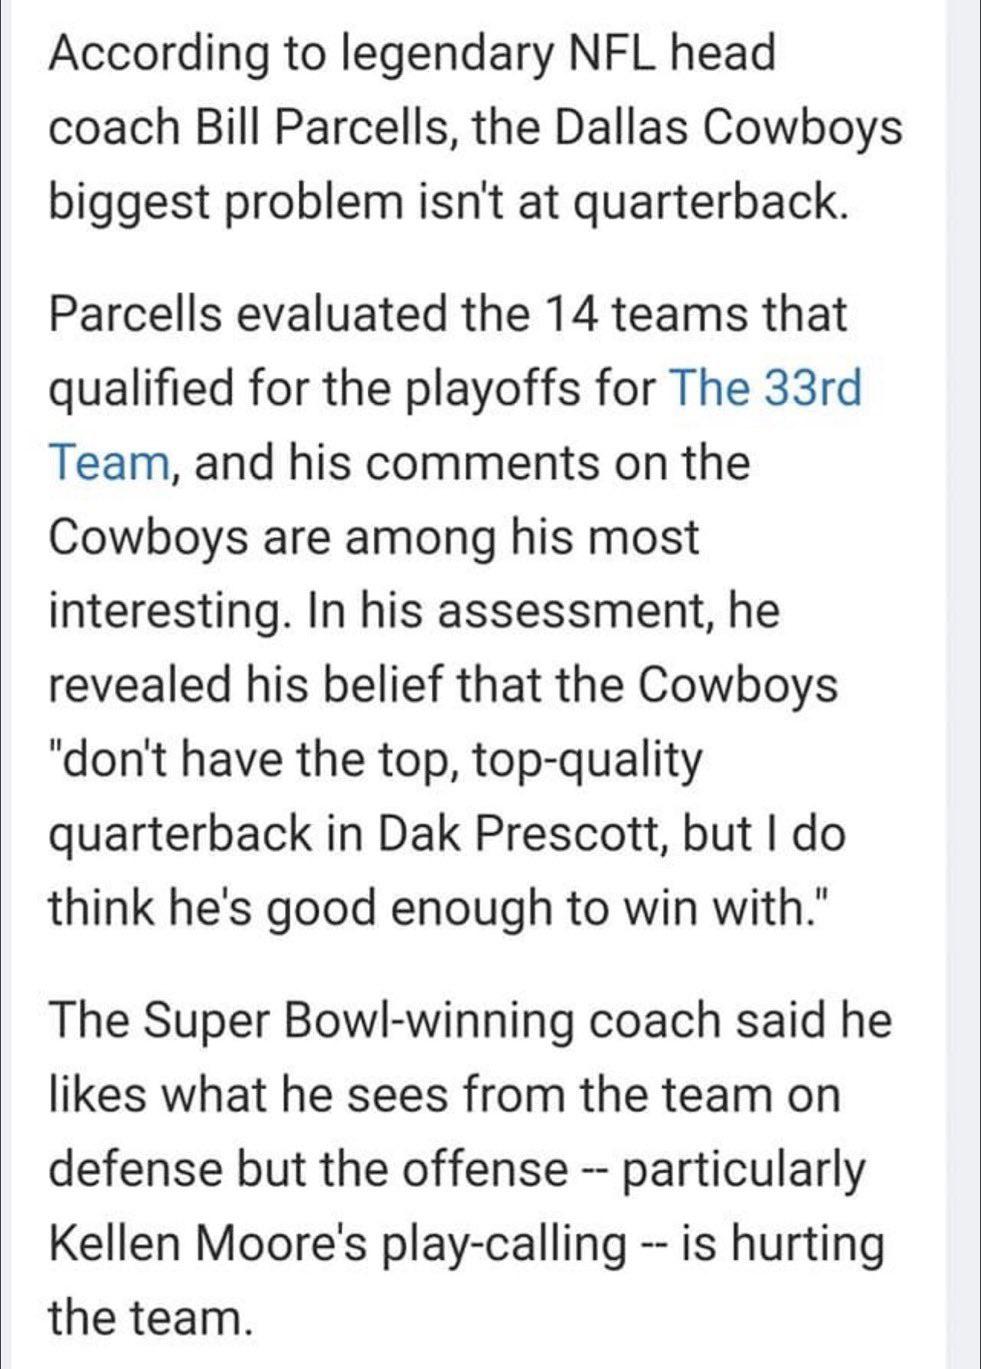 According to legendary NFL head
coach Bill Parcells, the Dallas Cowboys
biggest problem isn't at quarterback.
Parcells evaluated the 14 teams that
qualified for the playoffs for The 33rd
Team, and his comments on the
Cowboys are among his most
interesting. In his assessment, he
revealed his belief that the Cowboys
"don't have the top, top-quality
quarterback in Dak Prescott, but I do
think he's good enough to win with."
The Super Bowl-winning coach said he
likes what he sees from the team on
defense but the offense -- particularly
Kellen Moore's play-calling -- is hurting
the team.